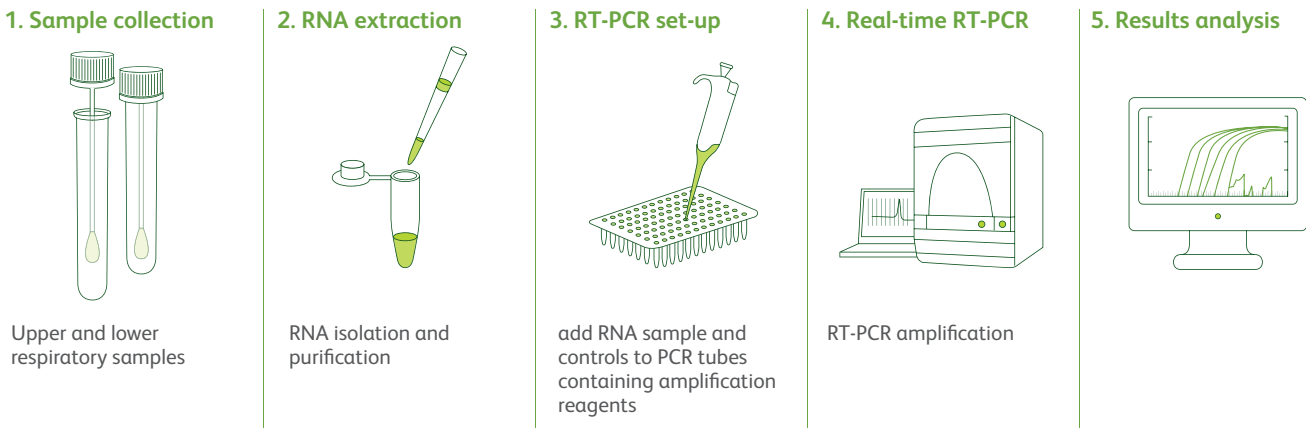 1. Sample collection
Upper and lower
respiratory samples
2. RNA extraction
RNA isolation and
purification
3. RT-PCR set-up
add RNA sample and
controls to PCR tubes
containing amplification
reagents
4. Real-time RT-PCR
RT-PCR amplification
5. Results analysis